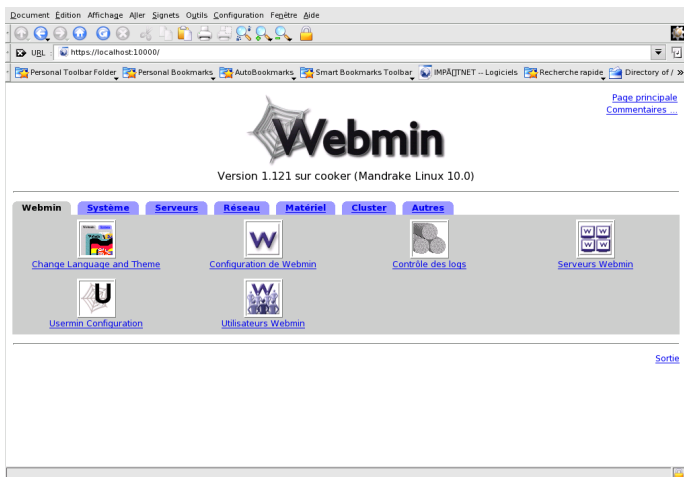 Document Édition Affichage Aller Signets Outils Configuration Fenêtre Aide
URL : https://localhost:10000/
Personal Toolbar Folder Personal Bookmarks AutoBookmarks Smart Bookmarks Toolbar IMPÃ[]TNET -- Logiciels Recherche rapide Directory of /
Page principale
Commentaires ...
Webmin
Version 1.121 sur cooker (Mandrake Linux 10.0)
Webmin Système Serveurs Réseau Matériel Cluster Autres
Change Language and Theme Configuration de Webmin Contrôle des logs Serveurs Webmin
Usermin Configuration Utilisateurs Webmin
Sortie